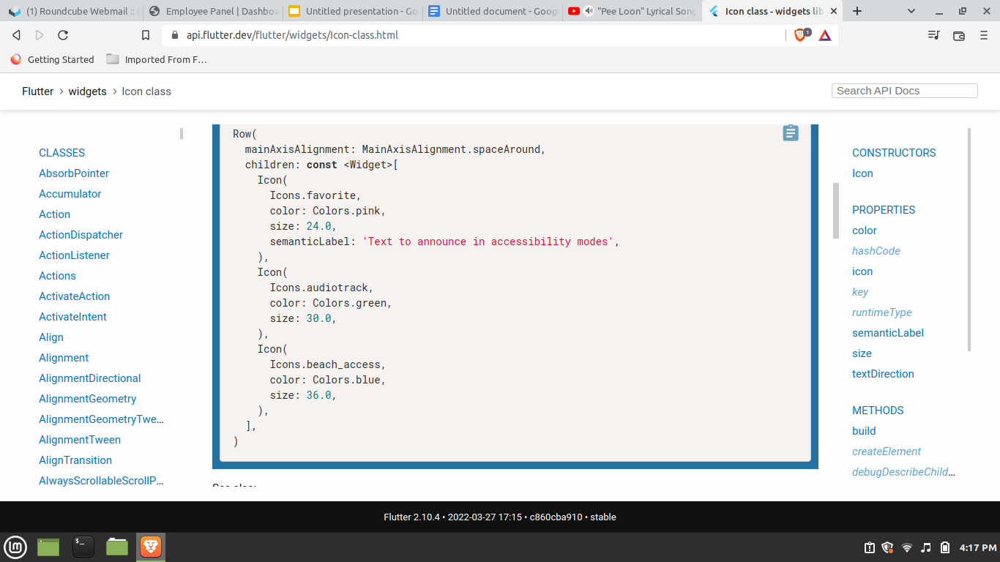 (1) Roundcube Webmail ::
Employee Panel | Dashboa
Untitled presentation - Go
Untitled document - Goog
"Pee Loon" Lyrical Song
Icon class - widgets lib
api.flutter.dev/flutter/widgets/Icon-class.html
1
Getting Started
Imported From F…
Flutter > widgets > Icon class
Search API Docs
CLASSES
AbsorbPointer
Accumulator
Action
ActionDispatcher
ActionListener
Actions
ActivateAction
ActivateIntent
Align
Alignment
AlignmentDirectional
AlignmentGeometry
AlignmentGeometryTwe...
AlignmentTween
AlignTransition
AlwaysScrollableScrollP...
Row(
mainAxisAlignment: MainAxisAlignment.spaceAround,
children: const <Widget>[
Icon(
Icons.favorite,
color: Colors.pink,
size: 24.0,
semanticLabel: 'Text to announce in accessibility modes',
),
Icon(
Icons.audiotrack,
color: Colors.green,
size: 30.0,
),
Icon(
Icons.beach_access,
color: Colors.blue,
size: 36.0,
),
],
)
See also:
CONSTRUCTORS
Icon
PROPERTIES
color
hashCode
icon
key
runtimeType
semanticLabel
size
textDirection
METHODS
build
createElement
debugDescribeChild...
Flutter 2.10.4 • 2022-03-27 17:15 • c860cba910 • stable
4:17 PM